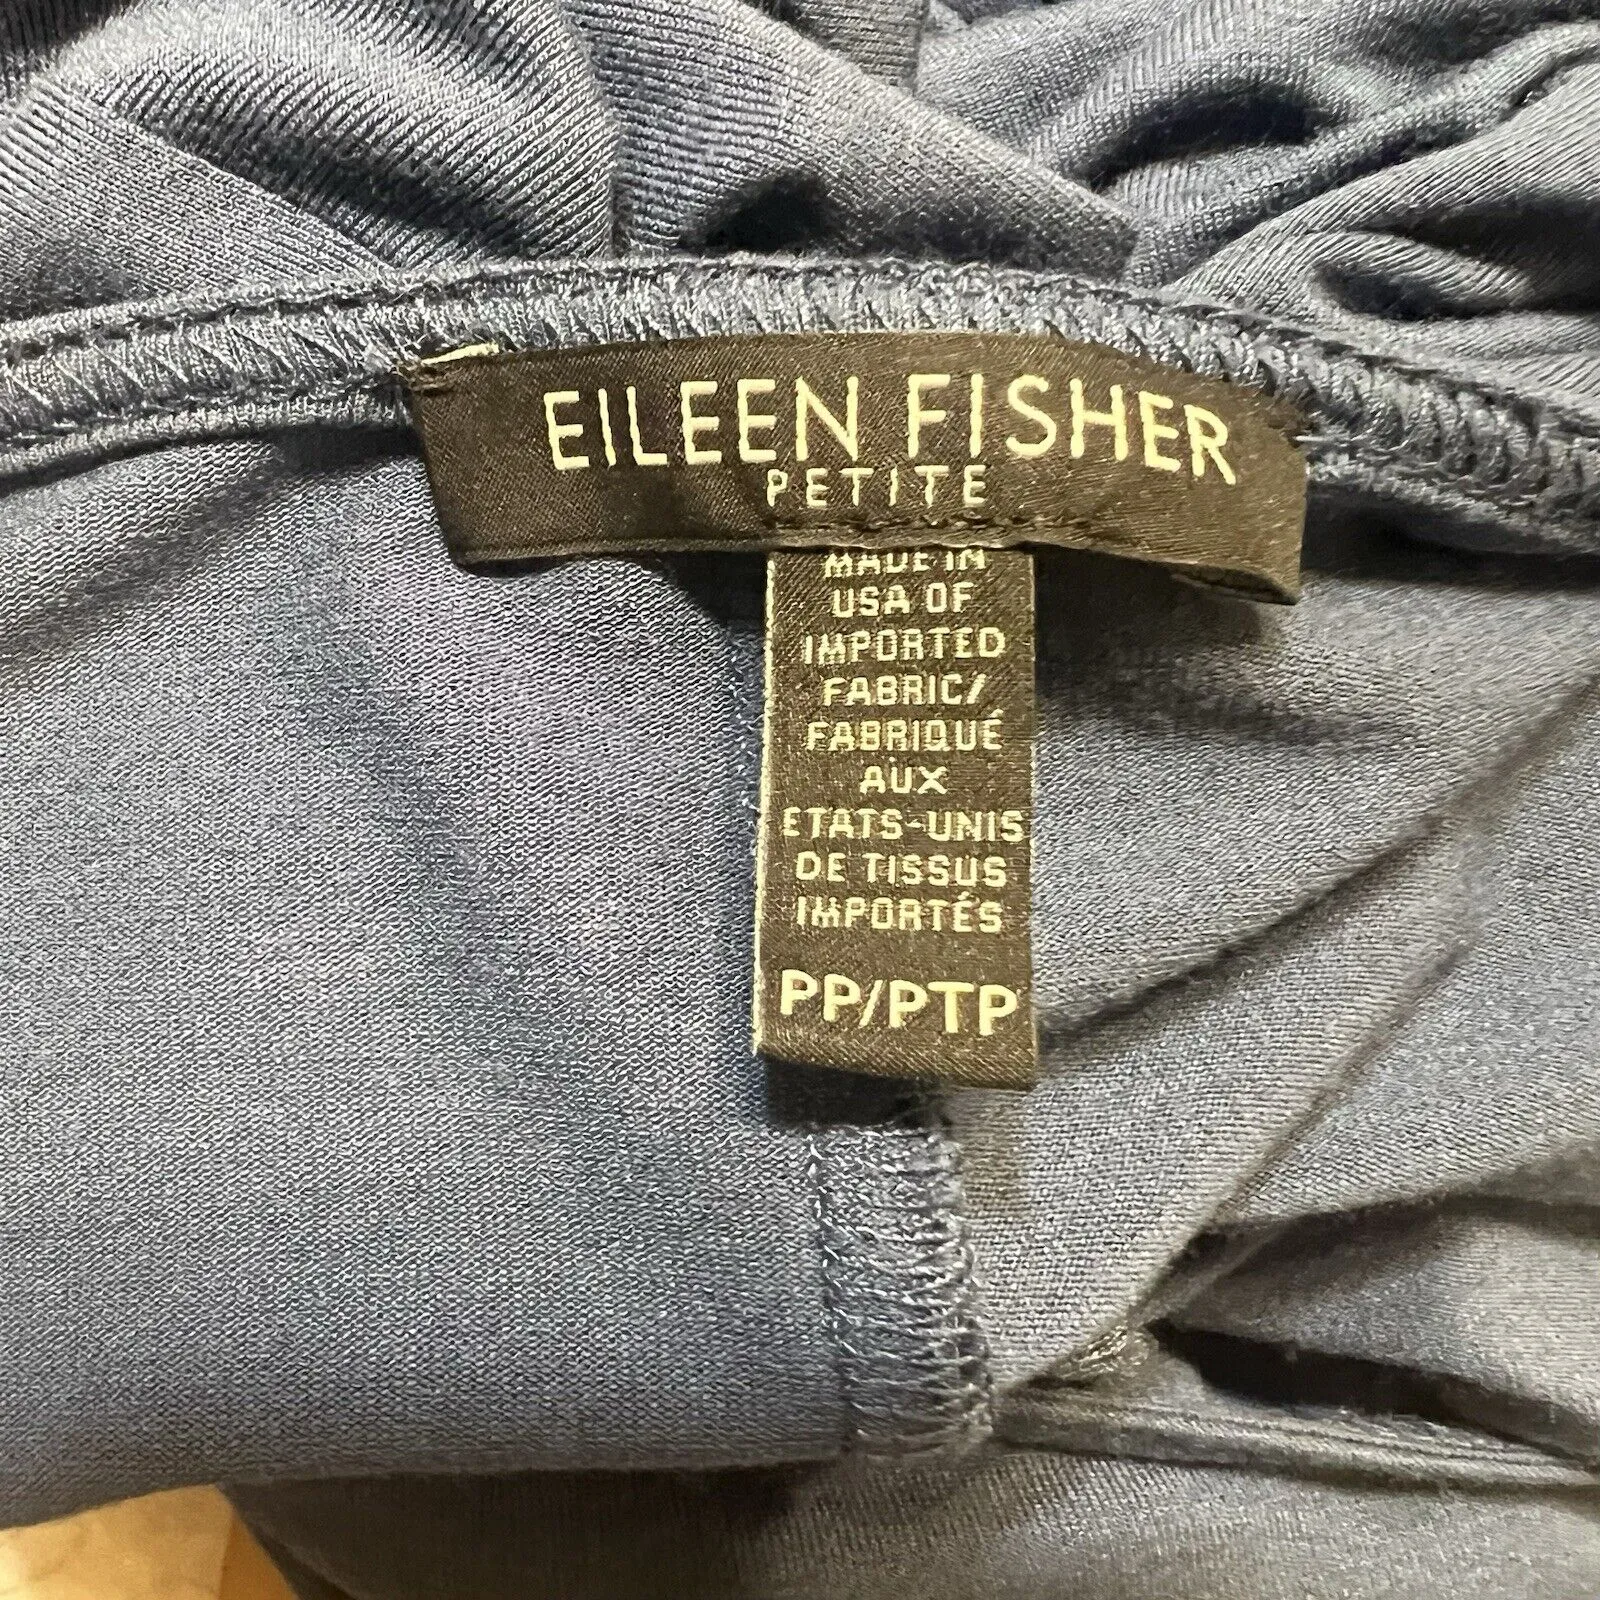 EILEEN FISHER
PETITE
MADE IN
USA OF
IMPORTED
FABRIC/
FABRIQUÉ
AUX
ETATS-UNIS
DE TISSUS
IMPORTÉS
PP/PTP